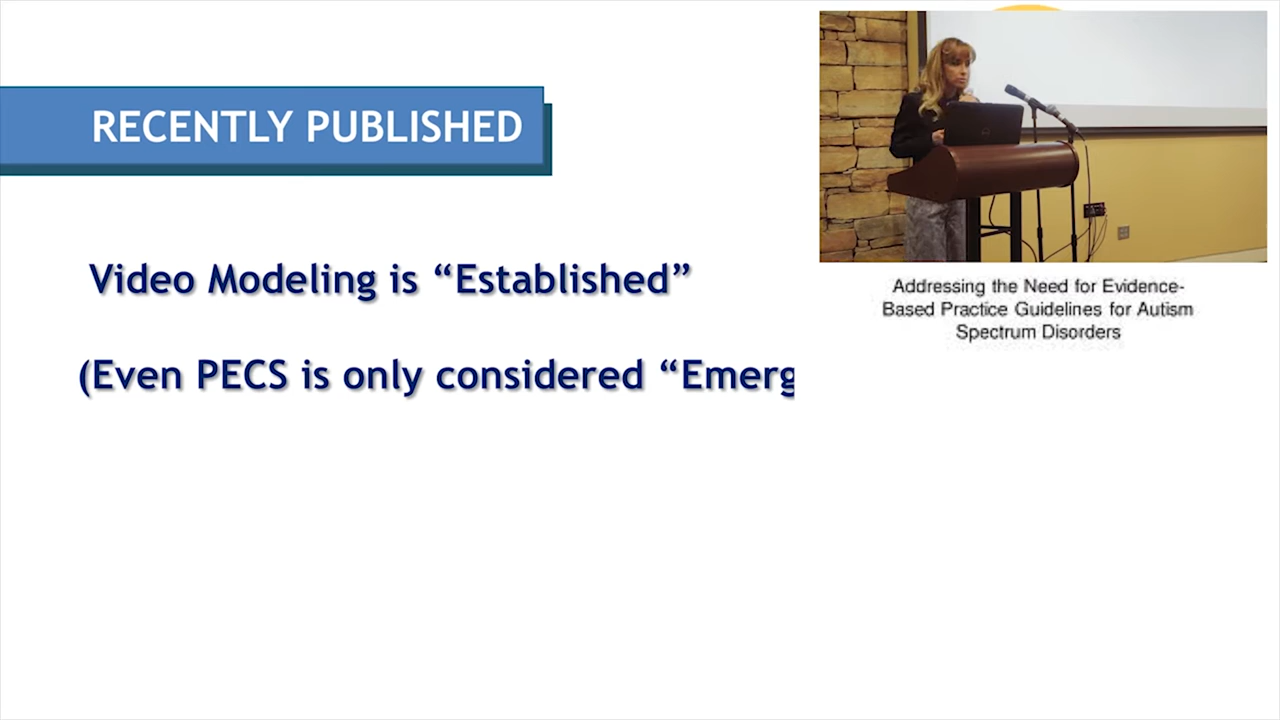 RECENTLY PUBLISHED
Video Modeling is “Established”
(Even PECS is only considered “Emerg
Addressing the Need for Evidence-
Based Practice Guidelines for Autism
Spectrum Disorders